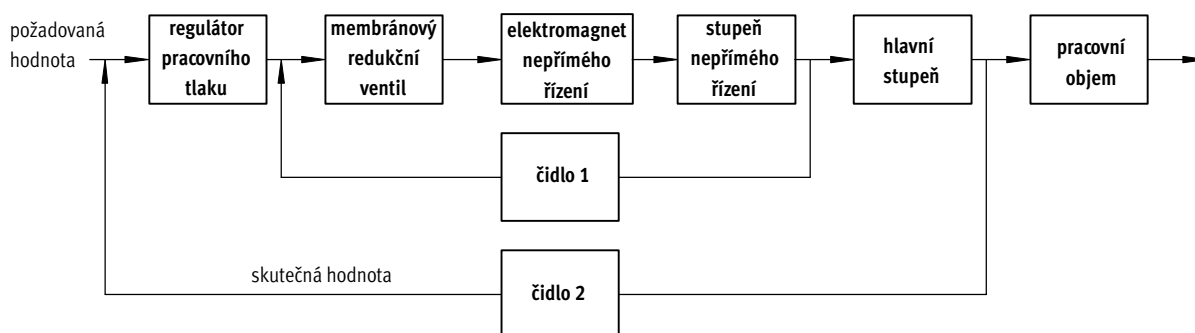 požadovaná
hodnota
regulátor
pracovního
tlaku
membránový
redukční
ventil
elektromagnet
nepřímého
řízení
stupeň
nepřímého
řízení
hlavní
stupeň
pracovní
objem
čidlo 1
skutečná hodnota
čidlo 2